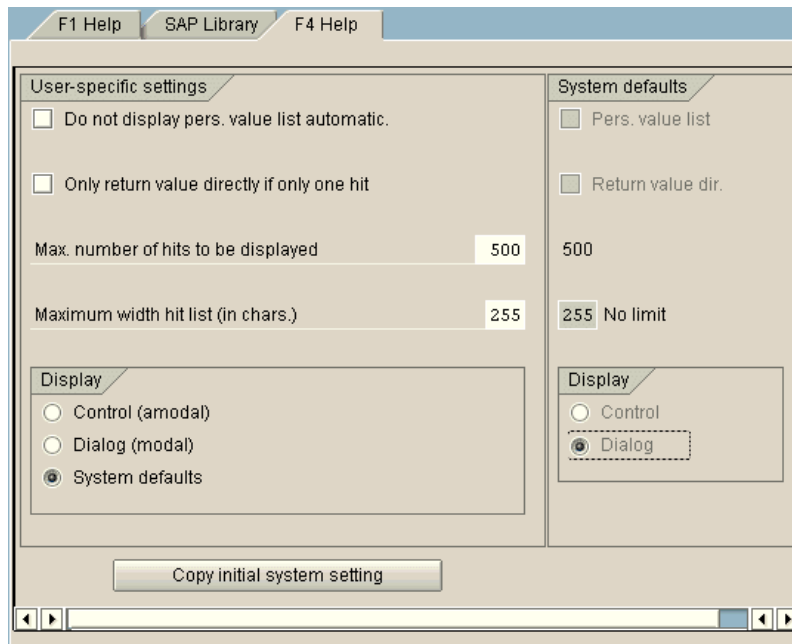 F1 Help
SAP Library
F4 Help
User-specific settings
System defaults
Do not display pers. value list automatic.
Pers. value list
Only return value directly if only one hit
Return value dir.
Max. number of hits to be displayed
500
500
Maximum width hit list (in chars.)
255
255 No limit
Display
Display
Control (amodal)
Control
Dialog (modal)
Dialog
System defaults
Copy initial system setting